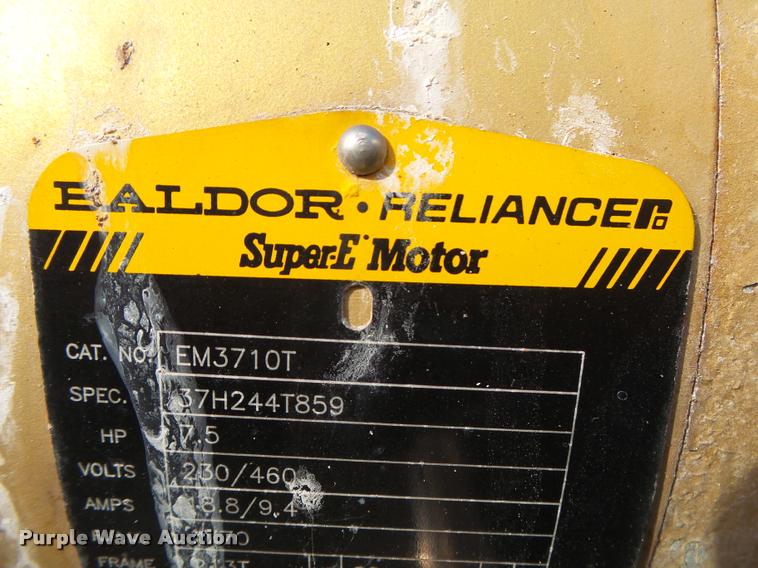 BALDOR · RELIANCE
Super-E Motor
CAT. NO. EM3710T
SPEC. 37H244T859
HP 7.5
VOLTS 230/460
AMPS 18.8/9.4
FRAME
Purple Wave Auction